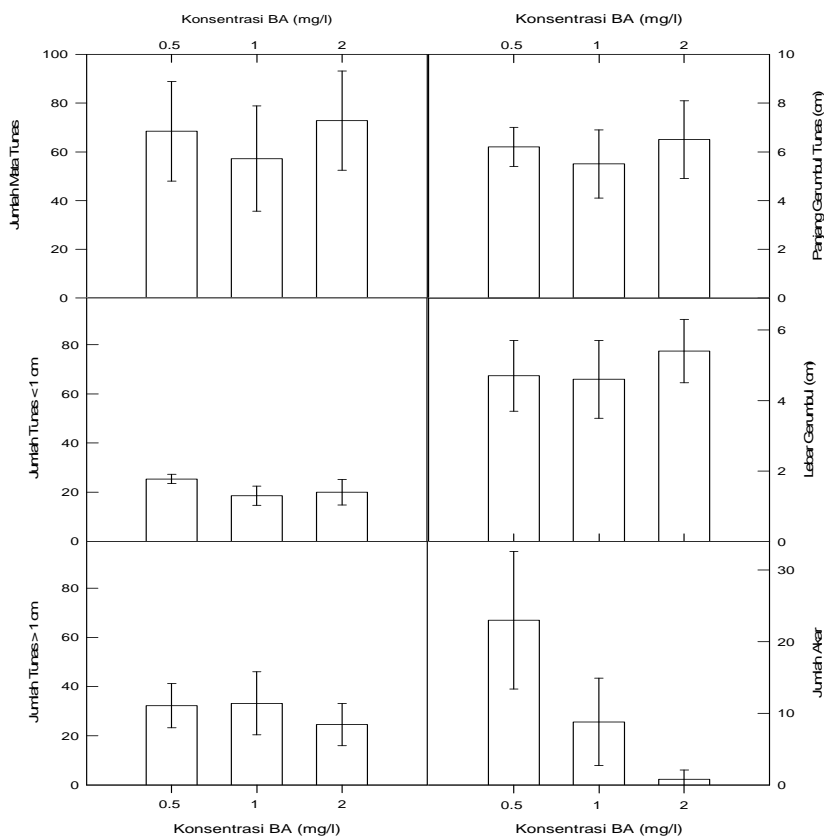 Konsentrasi BA (mg/l)
Konsentrasi BA (mg/l)
0.5 1 2
0.5 1 2
100
80
60
40
20
0
Jumlah Mata Tunas
10
8
6
4
2
0
Panjang Gerumbul Tunas (cm)
80
60
40
20
0
Jumlah Tunas < 1 cm
6
4
2
0
Lebar Gerumbul (cm)
80
60
40
20
0
Jumlah Tunas > 1 cm
30
20
10
0
Jumlah Akar
0.5 1 2
0.5 1 2
Konsentrasi BA (mg/l)
Konsentrasi BA (mg/l)